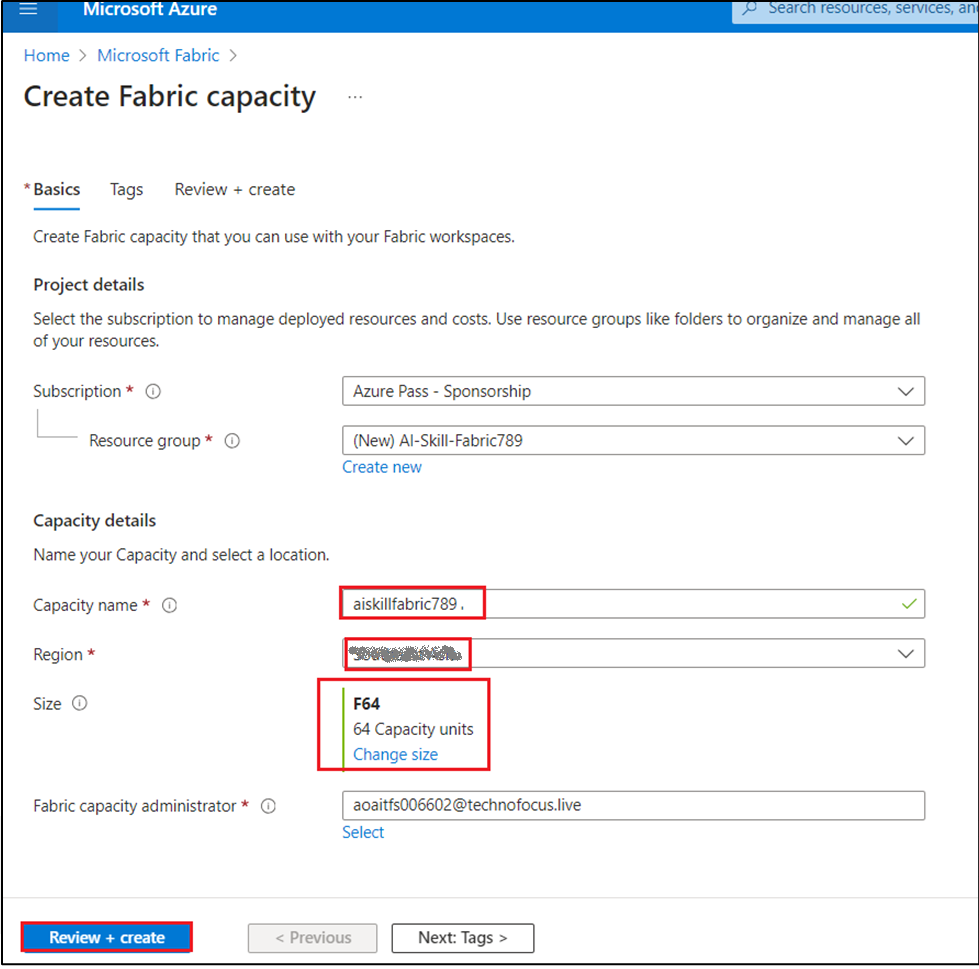 Microsoft Azure
Search resources, services, an
Home > Microsoft Fabric >
Create Fabric capacity ...
* Basics Tags Review + create
Create Fabric capacity that you can use with your Fabric workspaces.
Project details
Select the subscription to manage deployed resources and costs. Use resource groups like folders to organize and manage all
of your resources.
Subscription * Azure Pass - Sponsorship
Resource group * (New) AI-Skill-Fabric789
Create new
Capacity details
Name your Capacity and select a location.
Capacity name * aiskillfabric789
Region *
Size F64
64 Capacity units
Change size
Fabric capacity administrator * aoaitfs006602@technofocus.live
Select
Review + create < Previous Next: Tags >